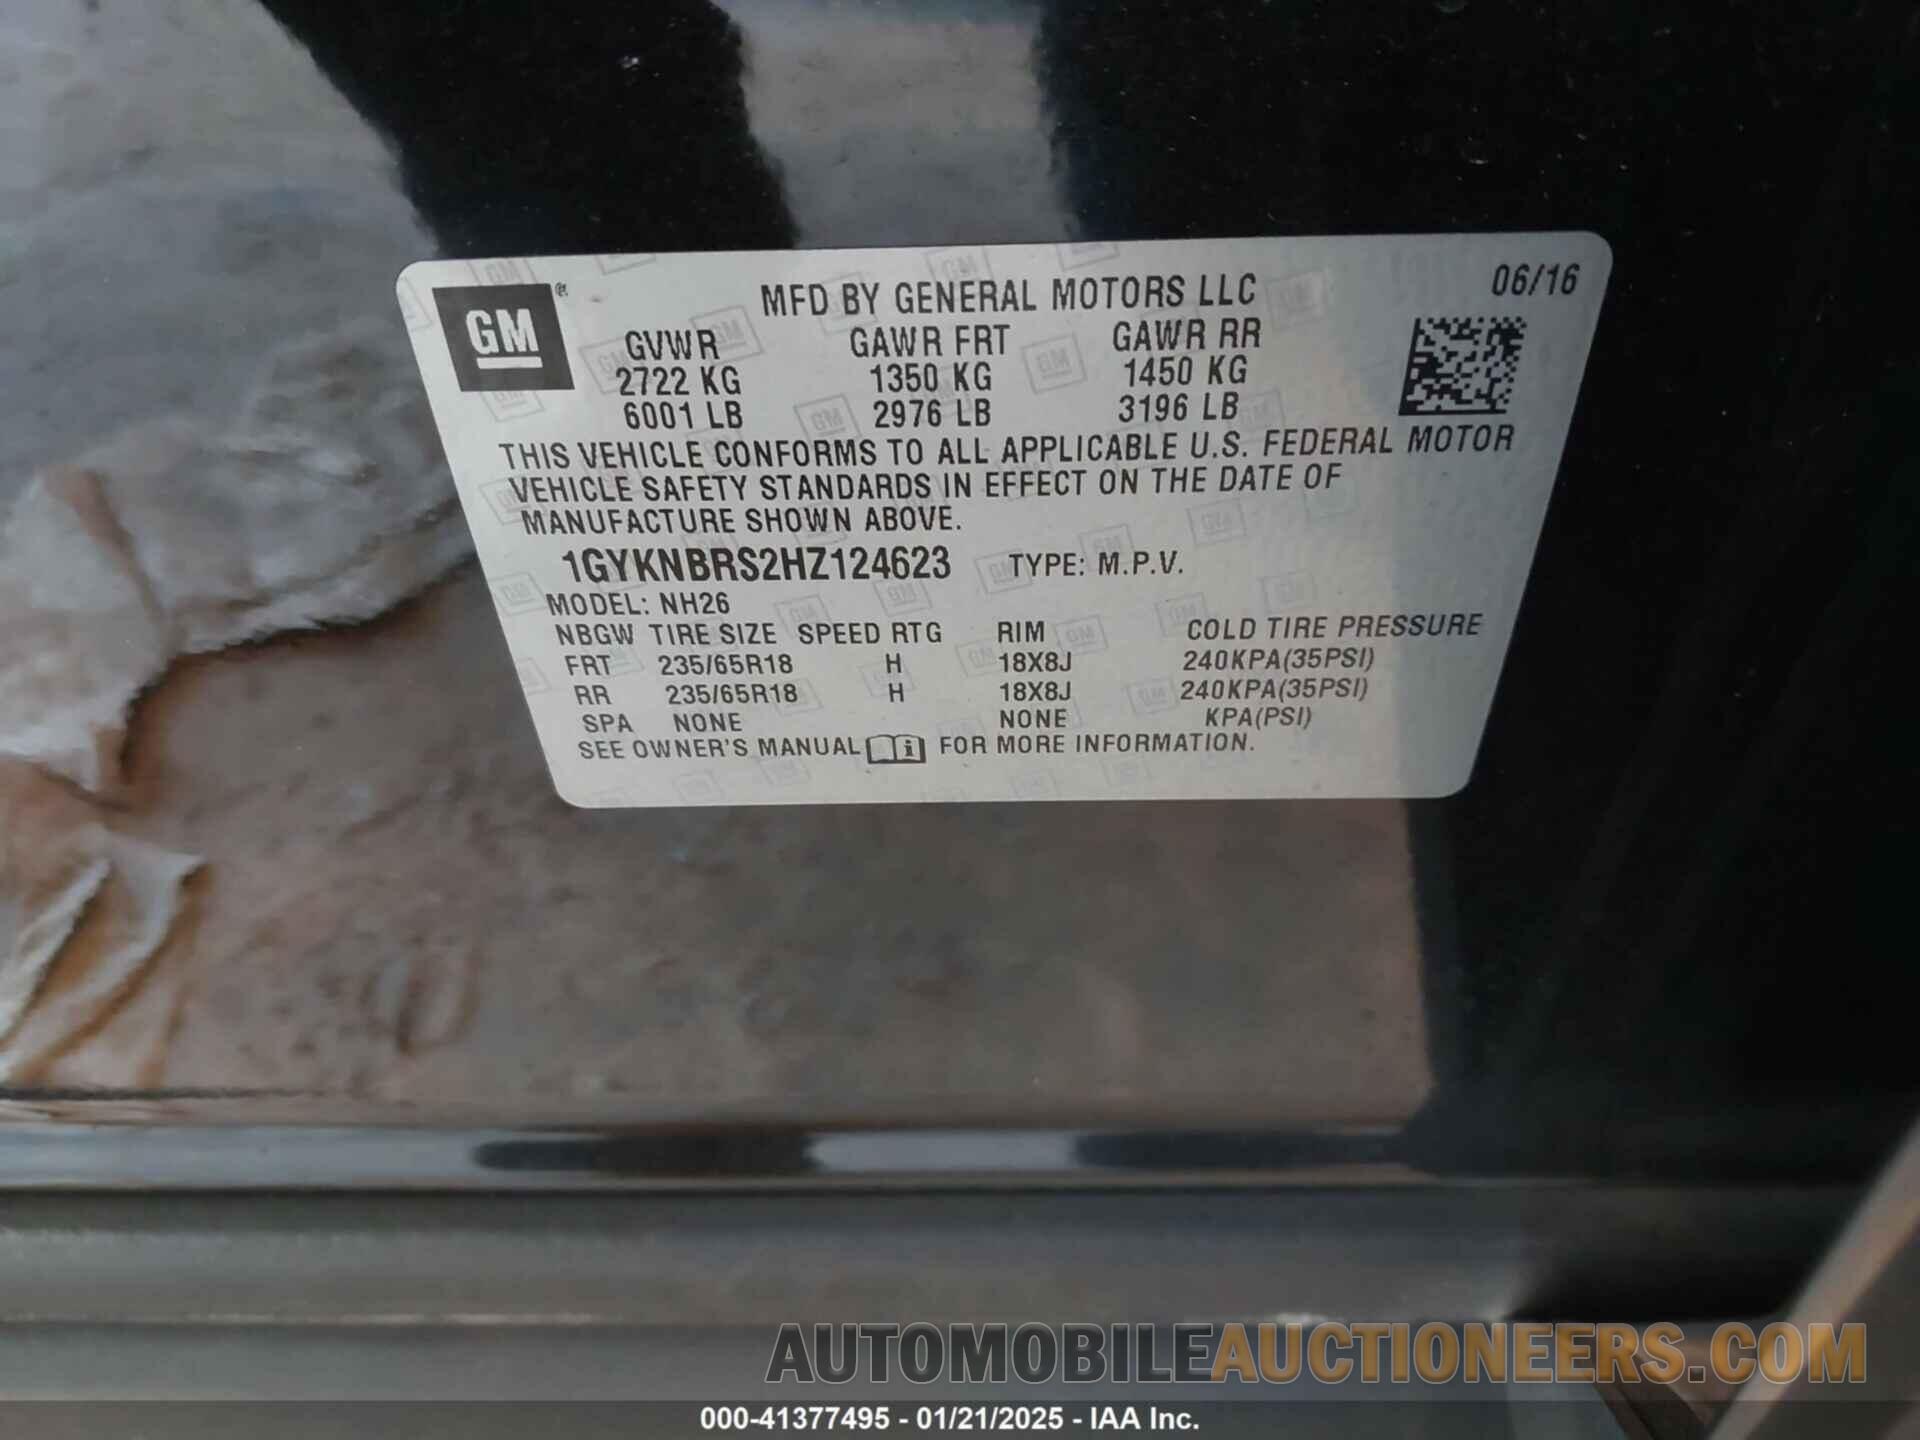 GM ®
MFD BY GENERAL MOTORS LLC 06/16
GVWR GAWR FRT GAWR RR
2722 KG 1350 KG 1450 KG
6001 LB 2976 LB 3196 LB
THIS VEHICLE CONFORMS TO ALL APPLICABLE U.S. FEDERAL MOTOR
VEHICLE SAFETY STANDARDS IN EFFECT ON THE DATE OF
MANUFACTURE SHOWN ABOVE.
1GYKNBRS2HZ124623 TYPE: M.P.V.
MODEL: NH26
NBGW TIRE SIZE SPEED RTG RIM COLD TIRE PRESSURE
FRT 235/65R18 H 18X8J 240KPA(35PSI)
RR 235/65R18 H 18X8J 240KPA(35PSI)
SPA NONE NONE KPA(PSI)
SEE OWNER'S MANUAL i FOR MORE INFORMATION.
AUTOMOBILEAUCTIONEERS.COM
000-41377495 - 01/21/2025 - IAA Inc.